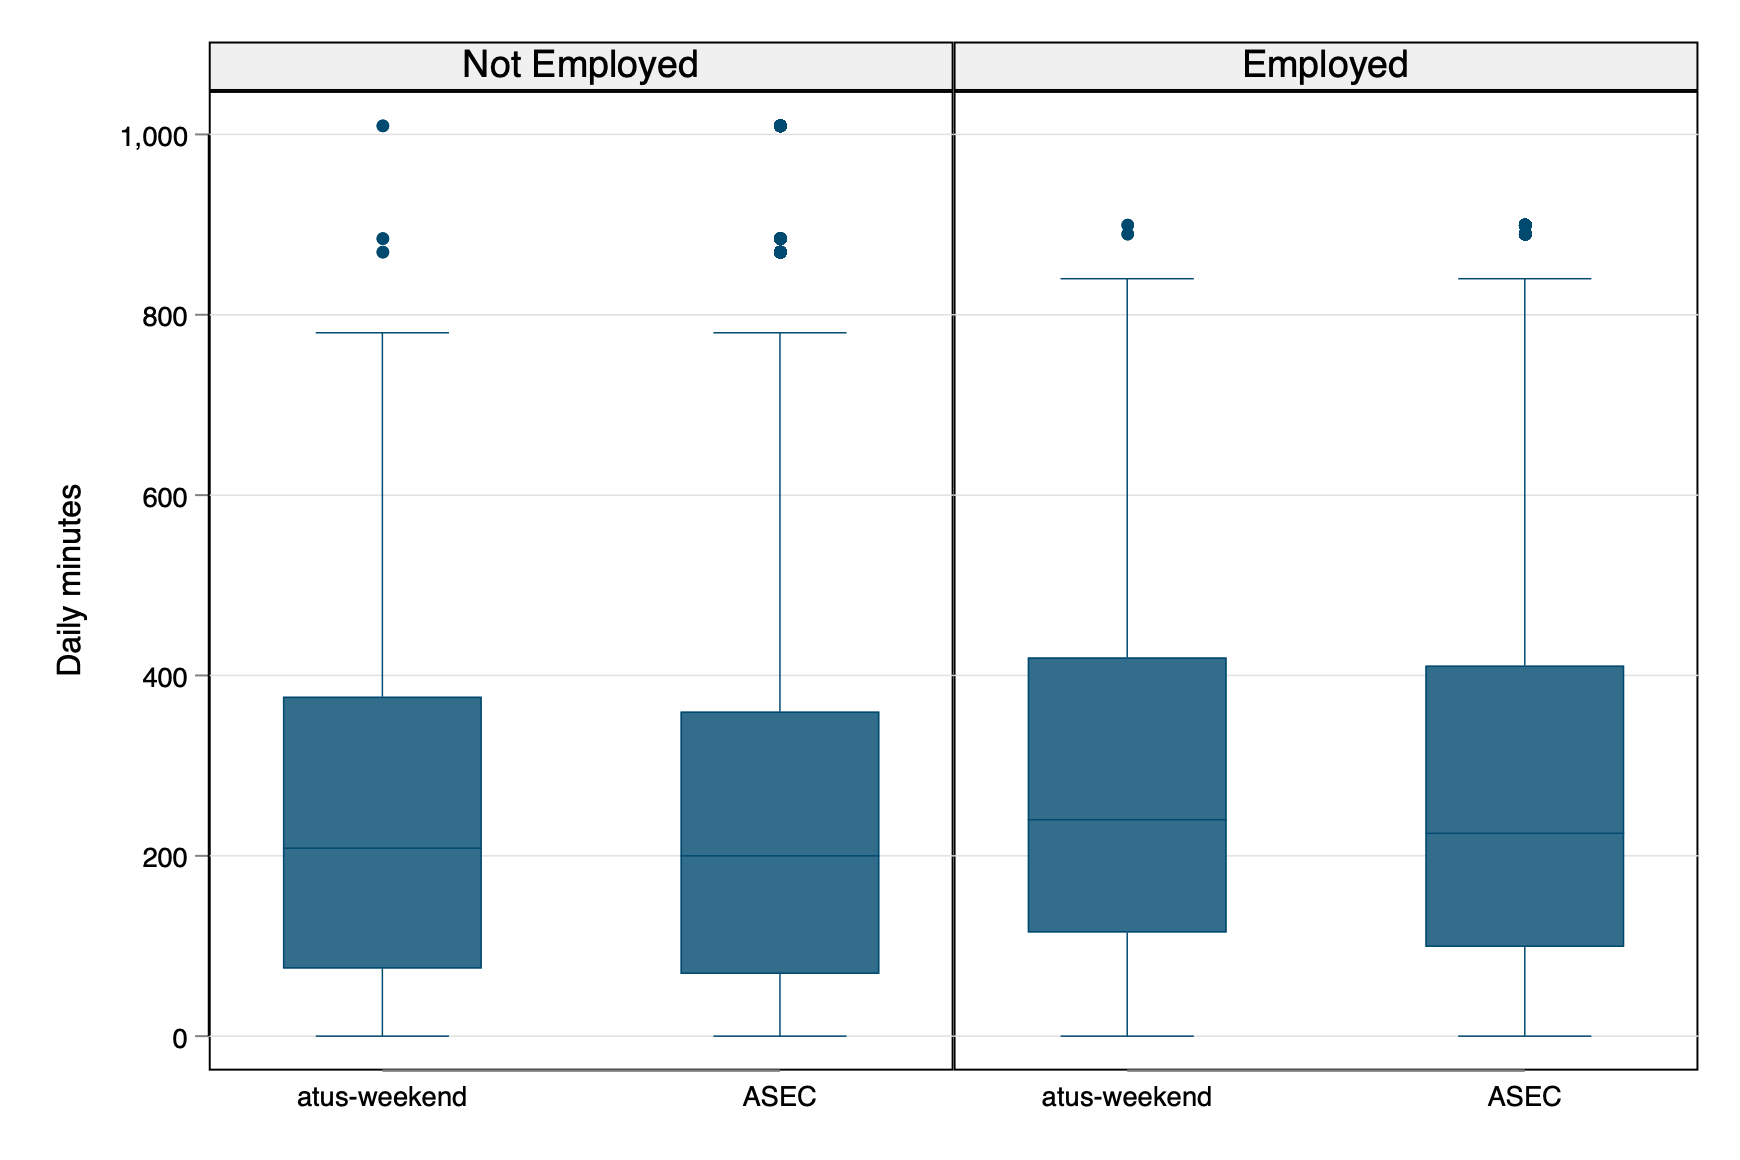 Not Employed
Employed
Daily minutes
1,000
800
600
400
200
0
atus-weekend
ASEC
atus-weekend
ASEC